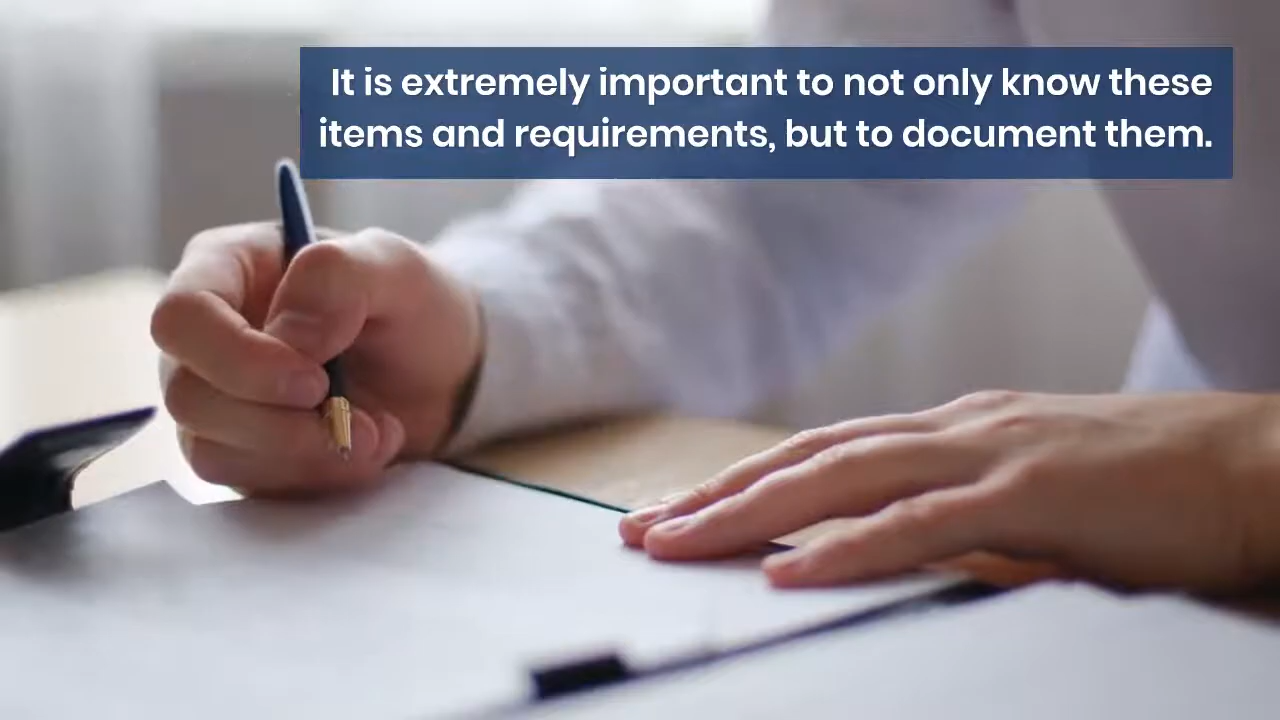 It is extremely important to not only know these
items and requirements, but to document them.